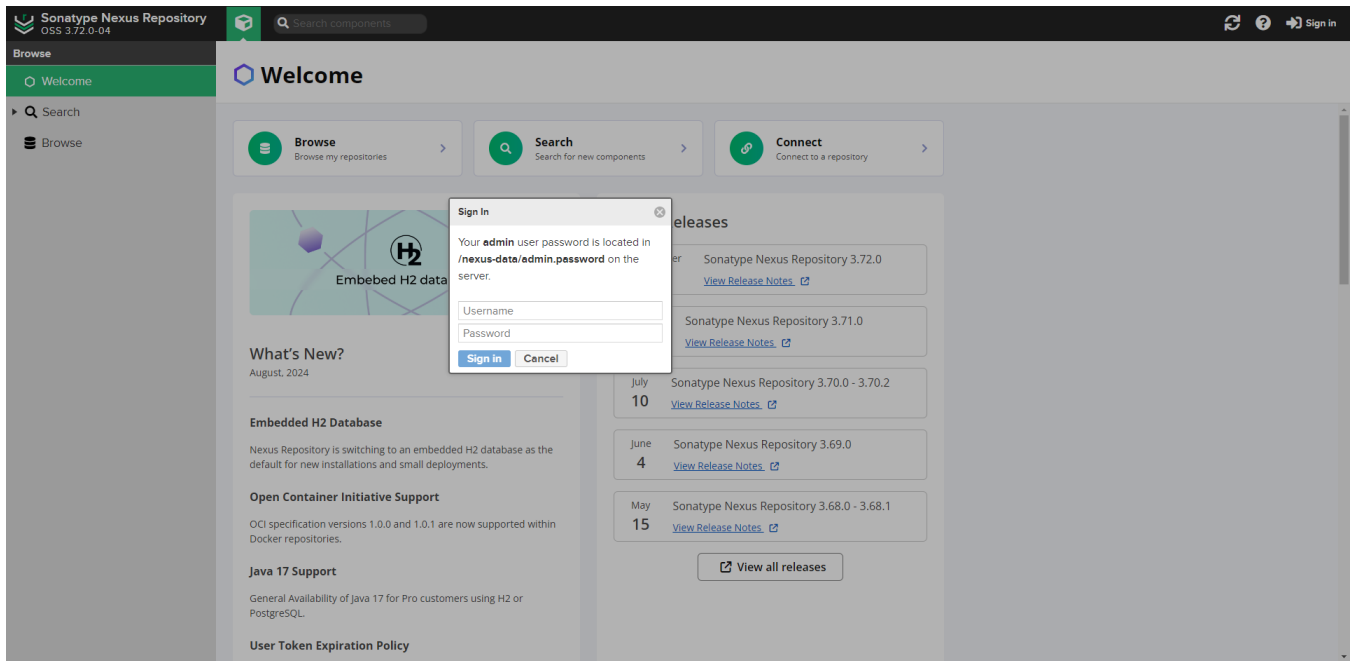 Sonatype Nexus Repository
OSS 3.72.0-04
Search components
Sign in
Browse
Welcome
Search
Browse
Welcome
Browse
Browse my repositories
Search
Search for new components
Connect
Connect to a repository
H2
Embebed H2 data
What's New?
August, 2024
Embedded H2 Database
Nexus Repository is switching to an embedded H2 database as the
default for new installations and small deployments.
Open Container Initiative Support
OCI specification versions 1.0.0 and 1.0.1 are now supported within
Docker repositories.
Java 17 Support
General Availability of Java 17 for Pro customers using H2 or
PostgreSQL.
User Token Expiration Policy
Sign In
Your admin user password is located in
/nexus-data/admin.password on the
server.
Username
Password
Sign in Cancel
eleases
er
Sonatype Nexus Repository 3.72.0
View Release Notes
Sonatype Nexus Repository 3.71.0
View Release Notes
July
10
Sonatype Nexus Repository 3.70.0 - 3.70.2
View Release Notes
June
4
Sonatype Nexus Repository 3.69.0
View Release Notes
May
15
Sonatype Nexus Repository 3.68.0 - 3.68.1
View Release Notes
View all releases